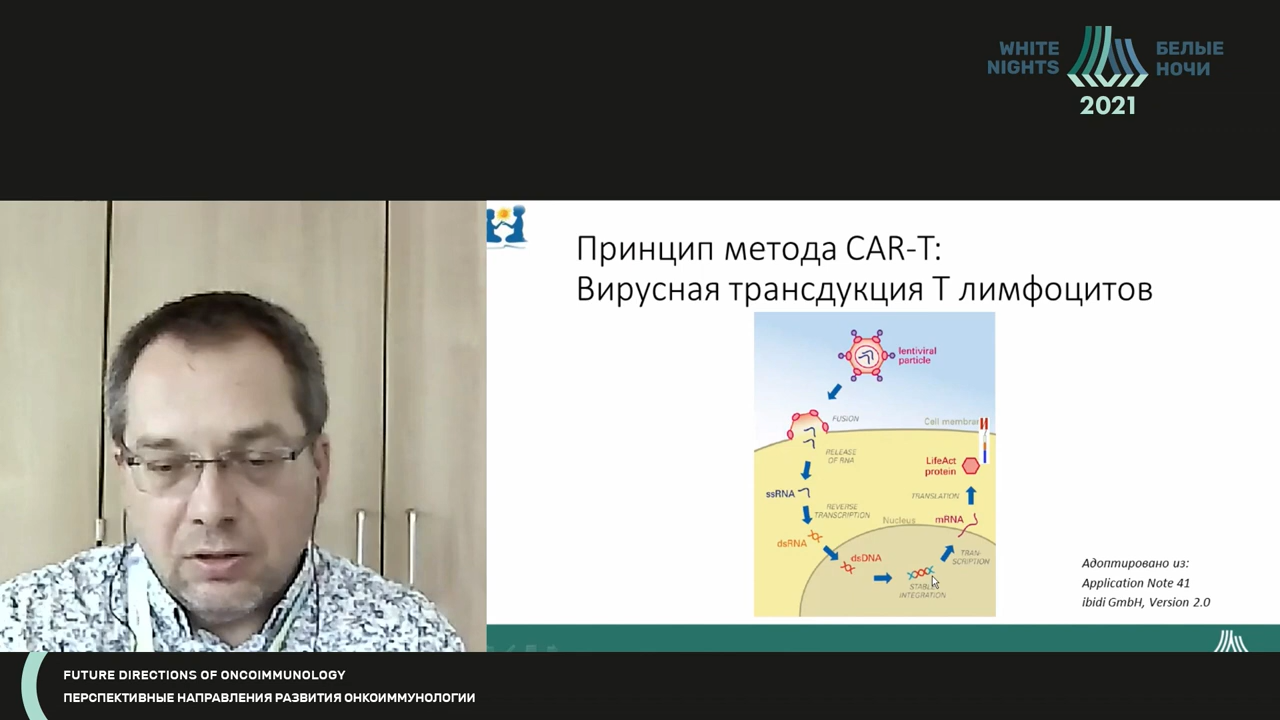 WHITE
NIGHTS
БЕЛЫЕ
НОЧИ
2021
Принцип метода CAR-T:
Вирусная трансдукция Т лимфоцитов
lentiviral
particle
FUSION
Cell membran
RELEASE
OF RNA
LifeAct
protein
ssRNA
TRANSLATION
REVERSE
TRANSCRIPTION
Nucleus
mRNA
dsRNA
dsDNA
TRAN-
SCRIPTION
STABLE
INTEGRATION
Адоптировано из:
Application Note 41
ibidi GmbH, Version 2.0
FUTURE DIRECTIONS OF ONCOIMMUNOLOGY
ПЕРСПЕКТИВНЫЕ НАПРАВЛЕНИЯ РАЗВИТИЯ ОНКОИММУНОЛОГИИ